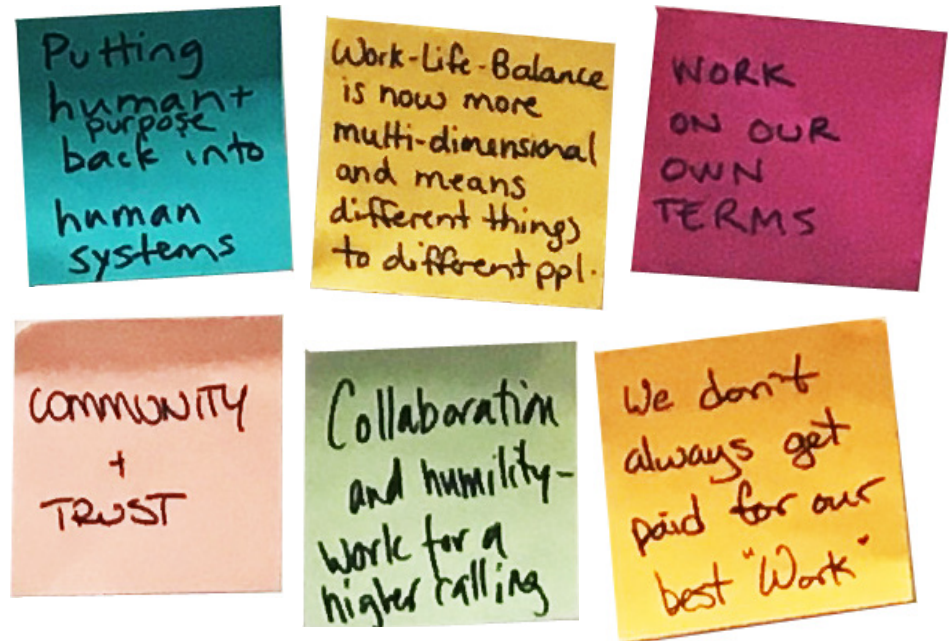 Putting
human +
purpose
back into
human
systems
Work-Life-Balance
is now more
multi-dimensional
and means
different things
to different ppl.
WORK
ON OUR
OWN
TERMS
COMMUNITY
+
TRUST
Collaboration
and humility-
work for a
higher calling
We don't
always get
paid for our
best "Work"